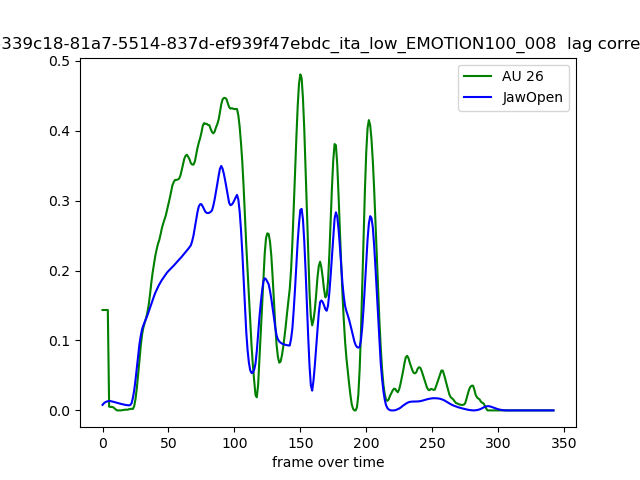 339c18-81a7-5514-837d-ef939f47ebdc_ita_low_EMOTION100_008 lag corre
AU 26
JawOpen
0.5
0.4
0.3
0.2
0.1
0.0
0 50 100 150 200 250 300 350
frame over time